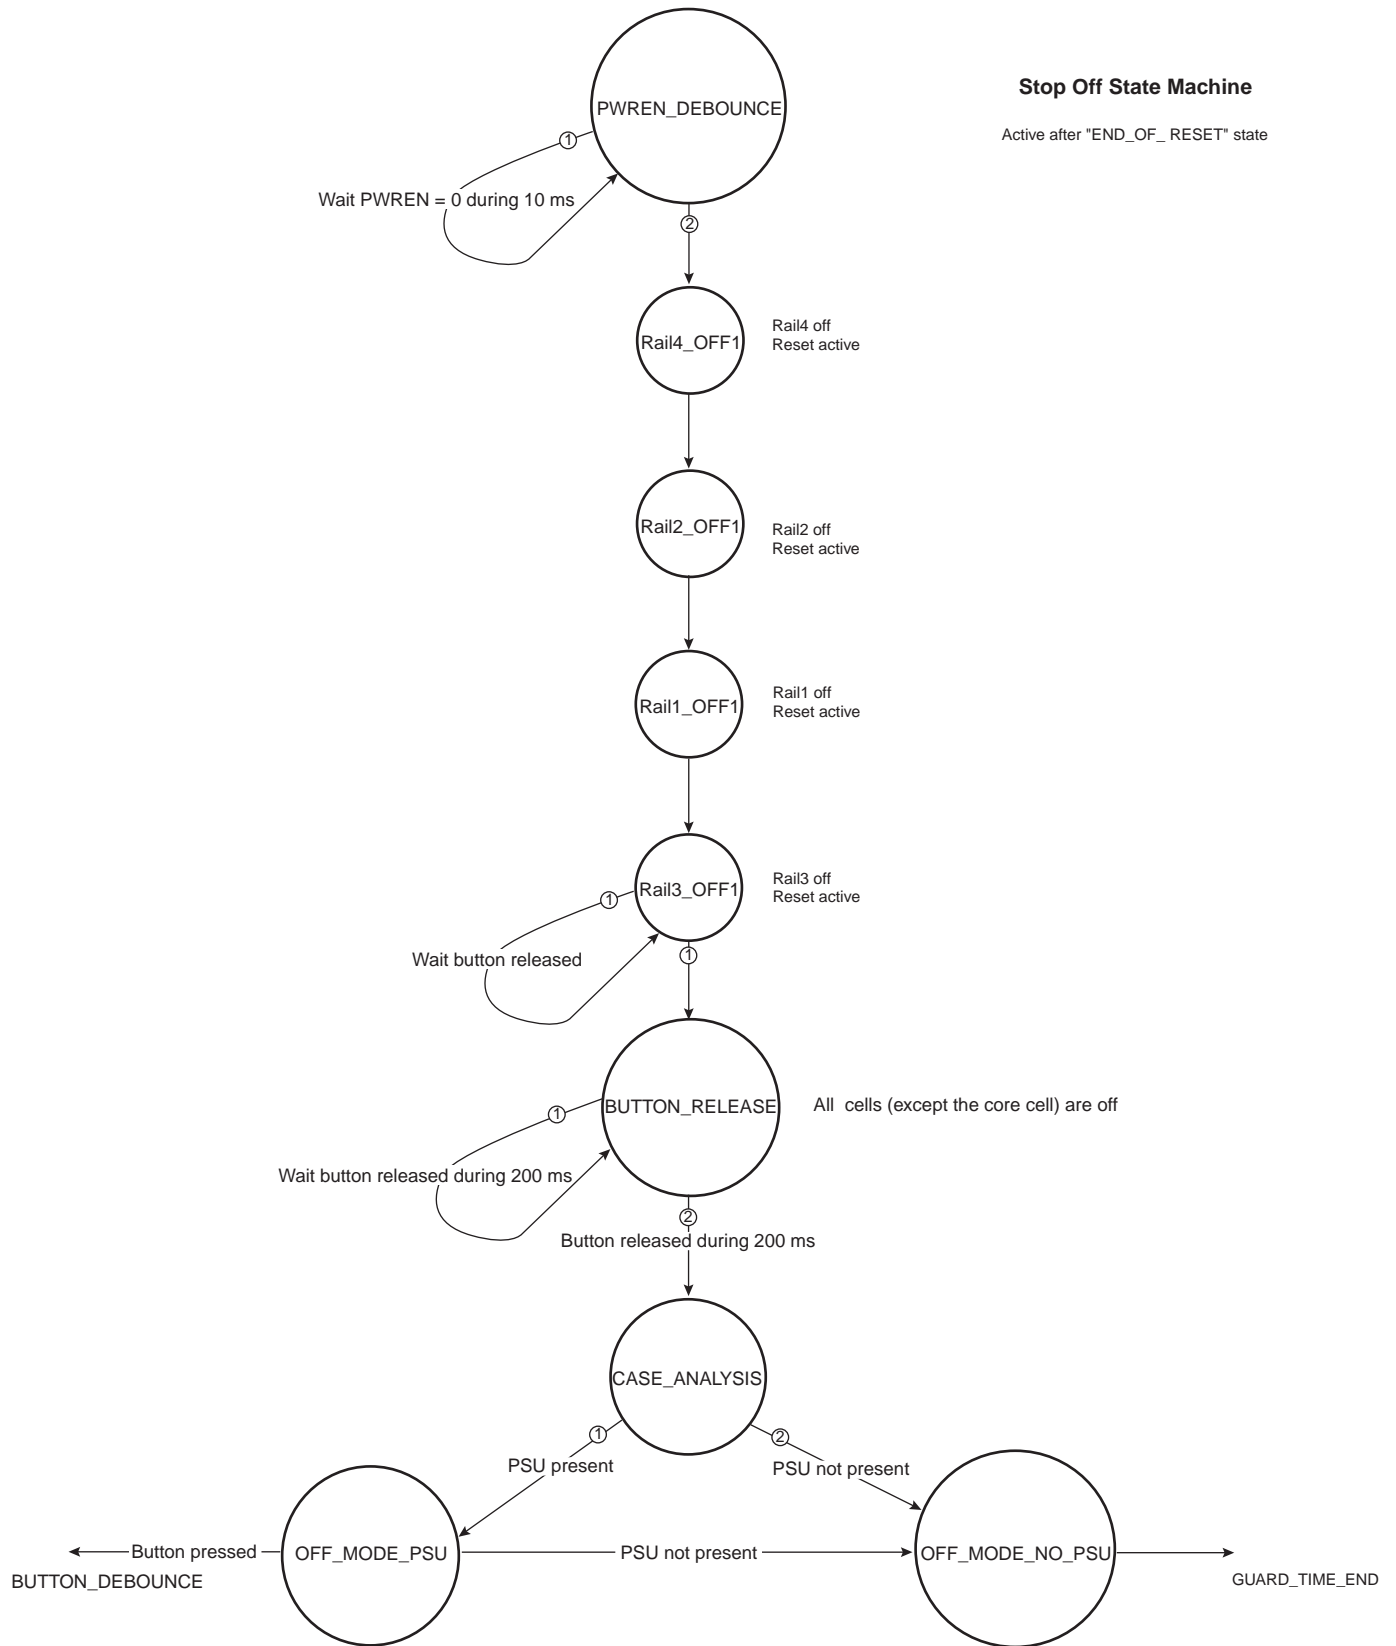 PWREN_DEBOUNCE
Stop Off State Machine
Active after "END_OF_ RESET" state
1
Wait PWREN = 0 during 10 ms
2
Rail4_OFF1
Rail4 off
Reset active
Rail2_OFF1
Rail2 off
Reset active
Rail1_OFF1
Rail1 off
Reset active
Rail3_OFF1
Rail3 off
Reset active
1
Wait button released
1
BUTTON_RELEASE
All cells (except the core cell) are off
1
Wait button released during 200 ms
2
Button released during 200 ms
CASE_ANALYSIS
1
PSU present
2
PSU not present
OFF_MODE_PSU
Button pressed
BUTTON_DEBOUNCE
PSU not present
OFF_MODE_NO_PSU
GUARD_TIME_END